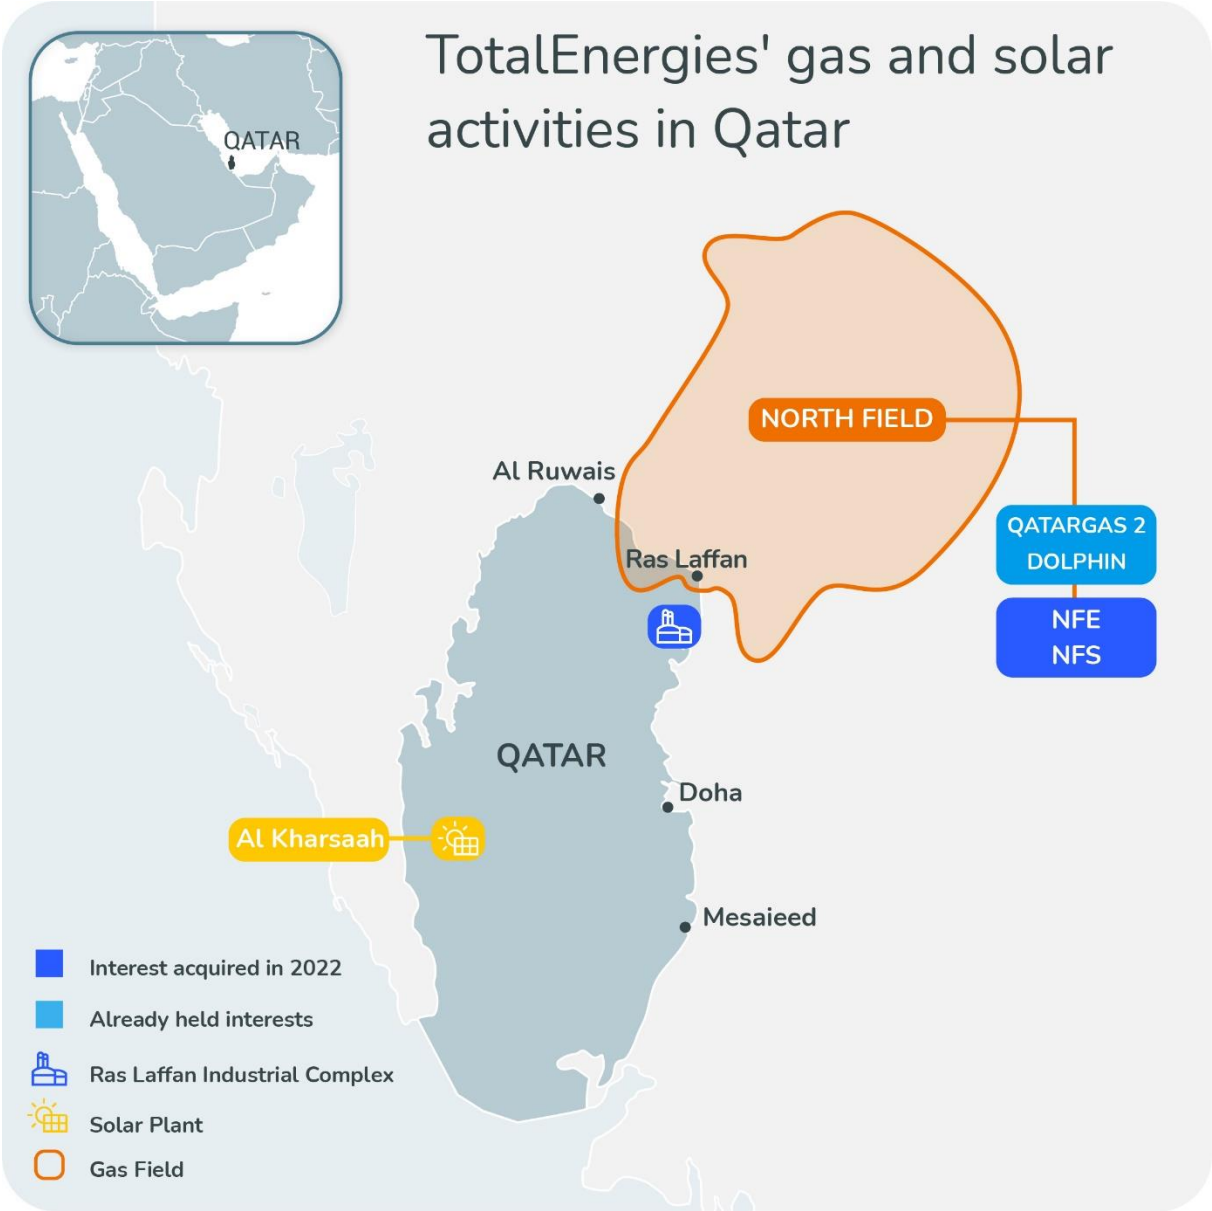 TotalEnergies' gas and solar
activities in Qatar
QATAR
NORTH FIELD
Al Ruwais
QATARGAS 2
DOLPHIN
Ras Laffan
NFE
NFS
QATAR
Doha
Al Kharsaah
Mesaieed
Interest acquired in 2022
Already held interests
Ras Laffan Industrial Complex
Solar Plant
Gas Field